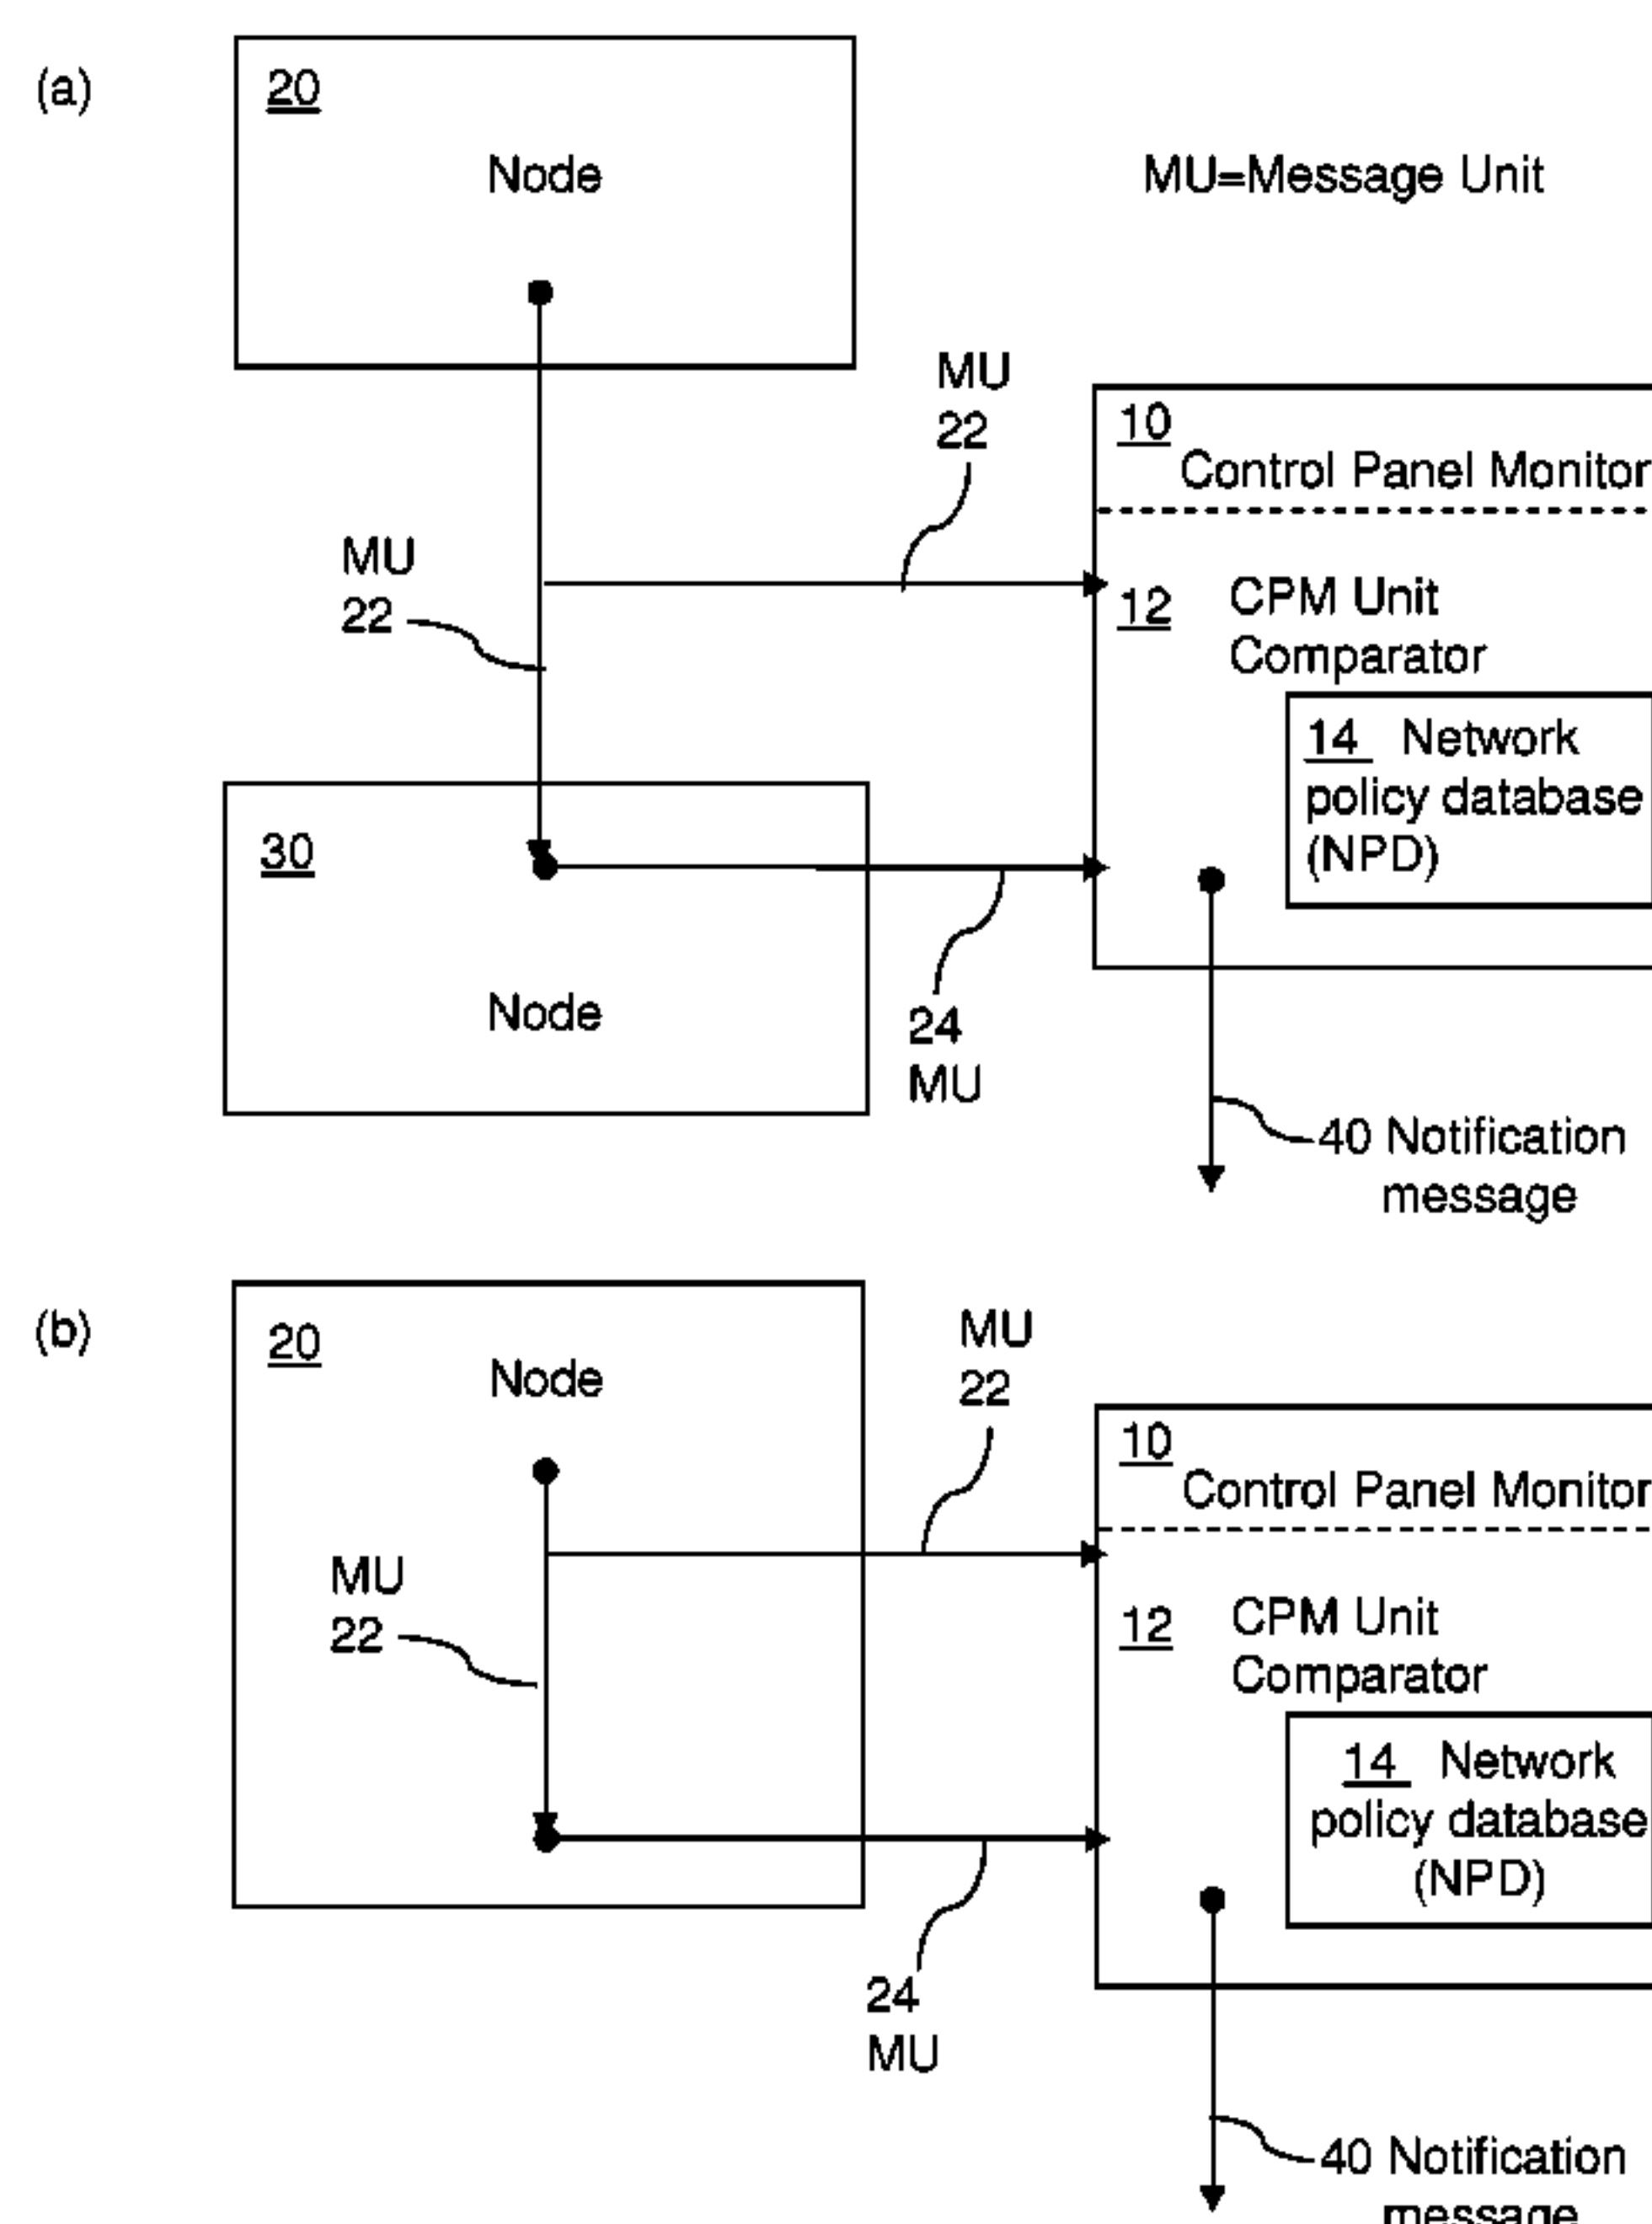 (a)
20
Node
MU=Message Unit
MU
22
10
Control Panel Monitor
MU
22
12 CPM Unit
Comparator
14 Network
policy database
(NPD)
30
Node
24
MU
40 Notification
message
(b)
20
Node
MU
22
10
Control Panel Monitor
MU
22
12 CPM Unit
Comparator
14 Network
policy database
(NPD)
24
MU
40 Notification
message